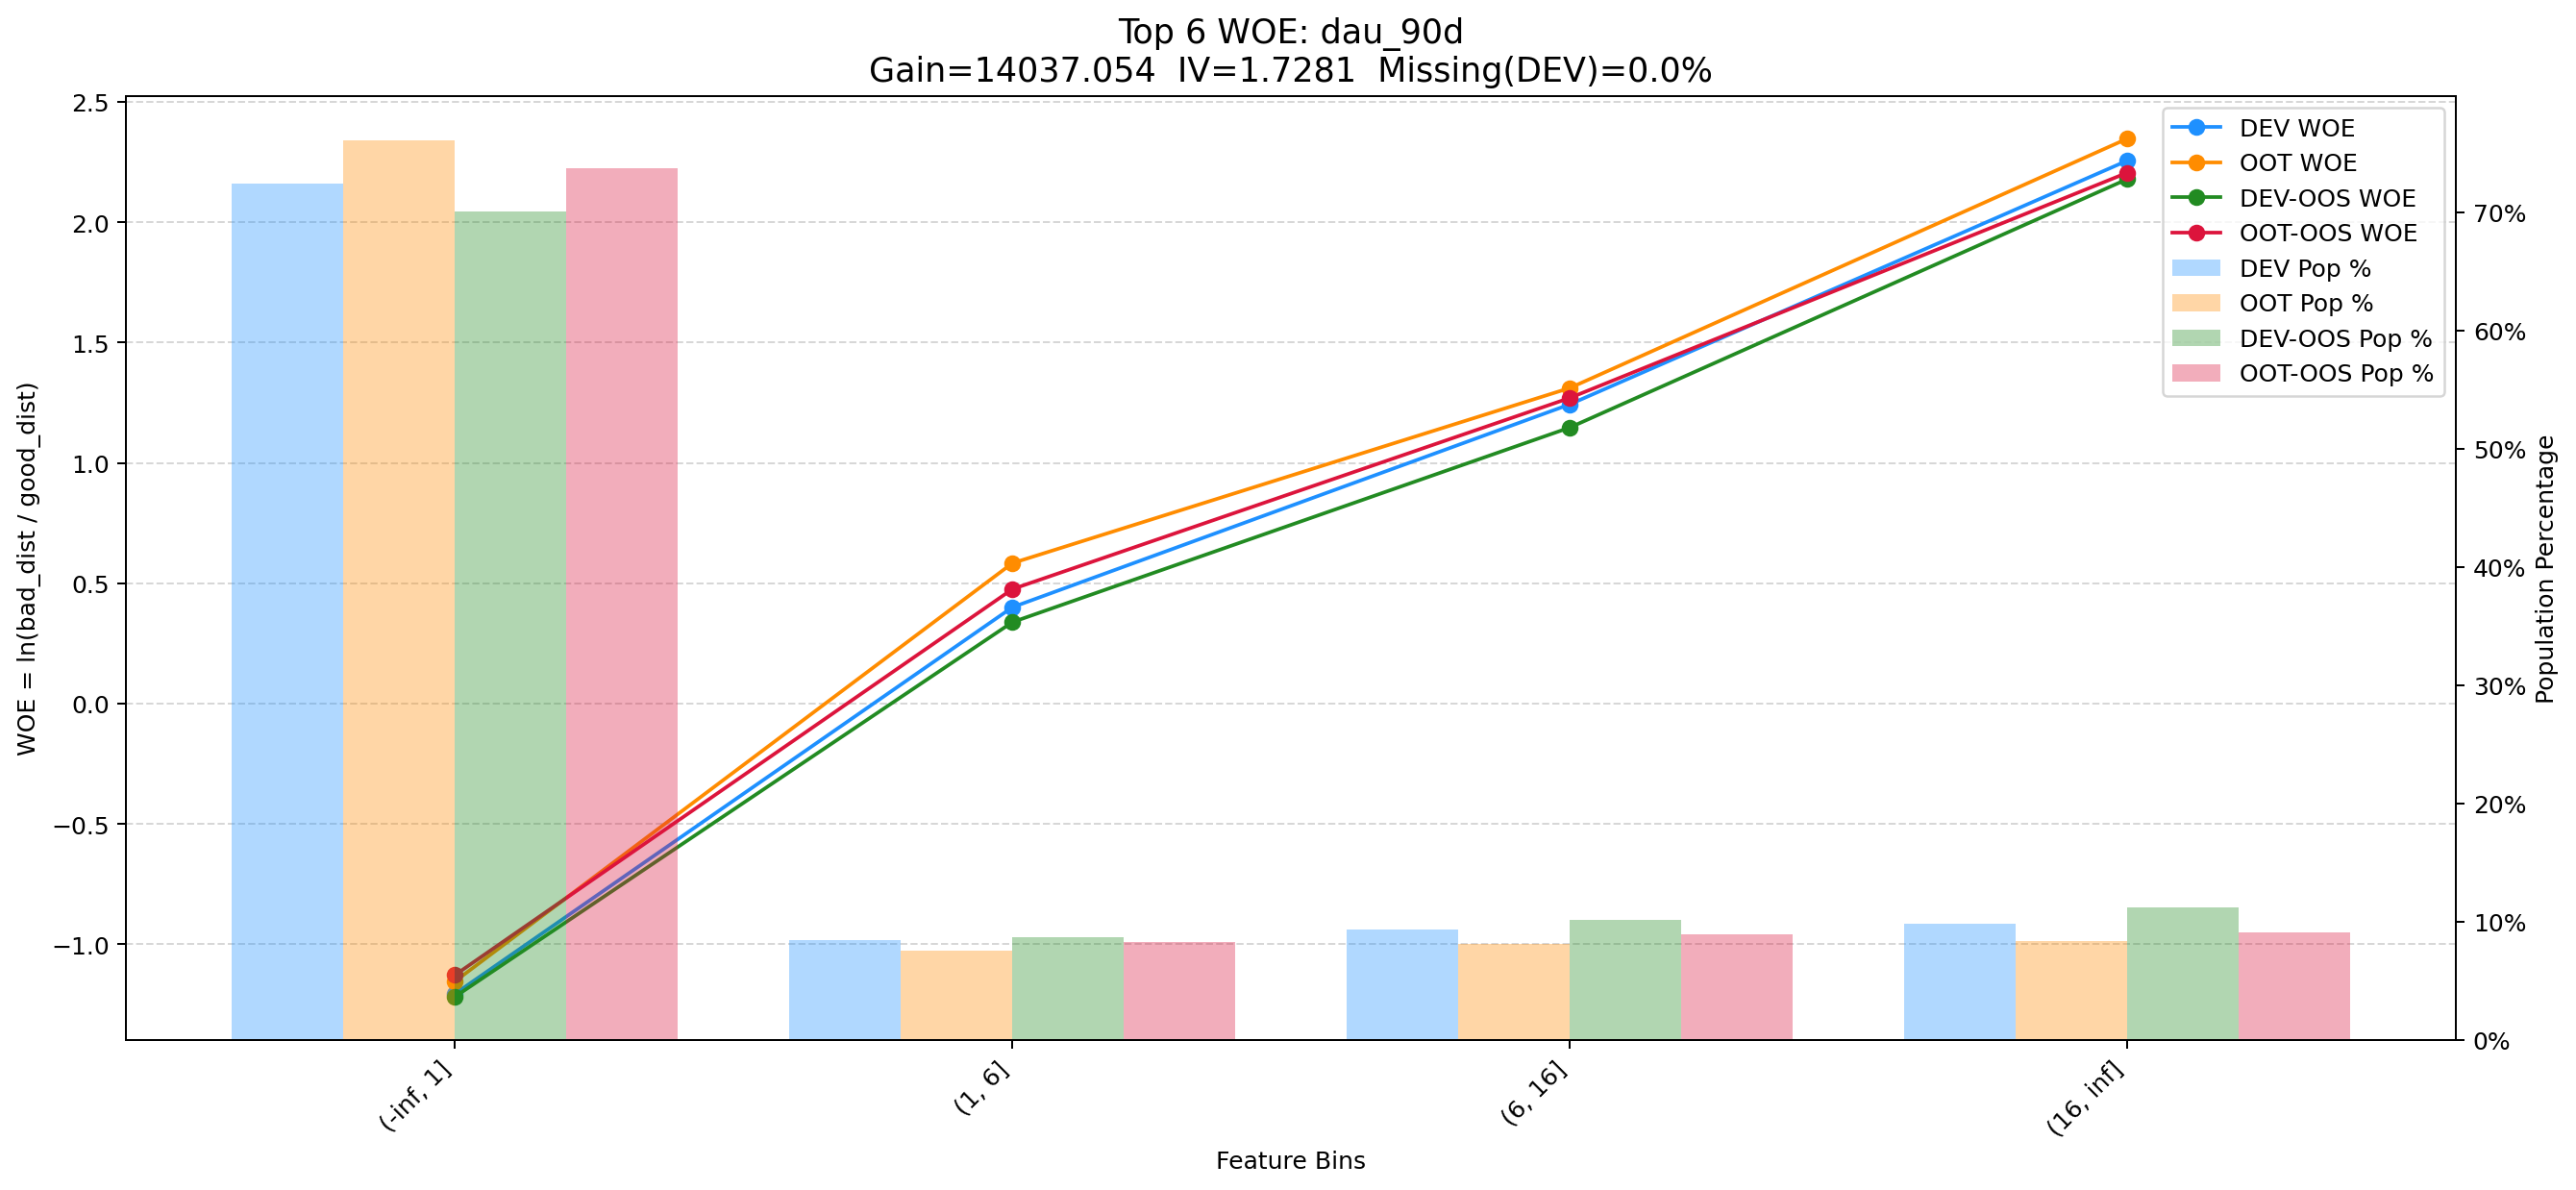 Top 6 WOE: dau_90d
Gain=14037.054  IV=1.7281  Missing(DEV)=0.0%
WOE = ln(bad_dist / good_dist)
2.5
2.0
1.5
1.0
0.5
0.0
−0.5
−1.0
DEV WOE
OOT WOE
DEV-OOS WOE
OOT-OOS WOE
DEV Pop %
OOT Pop %
DEV-OOS Pop %
OOT-OOS Pop %
70%
60%
50%
40%
30%
20%
10%
0%
Population Percentage
(-inf, 1]
(1, 6]
(6, 16]
(16, inf]
Feature Bins